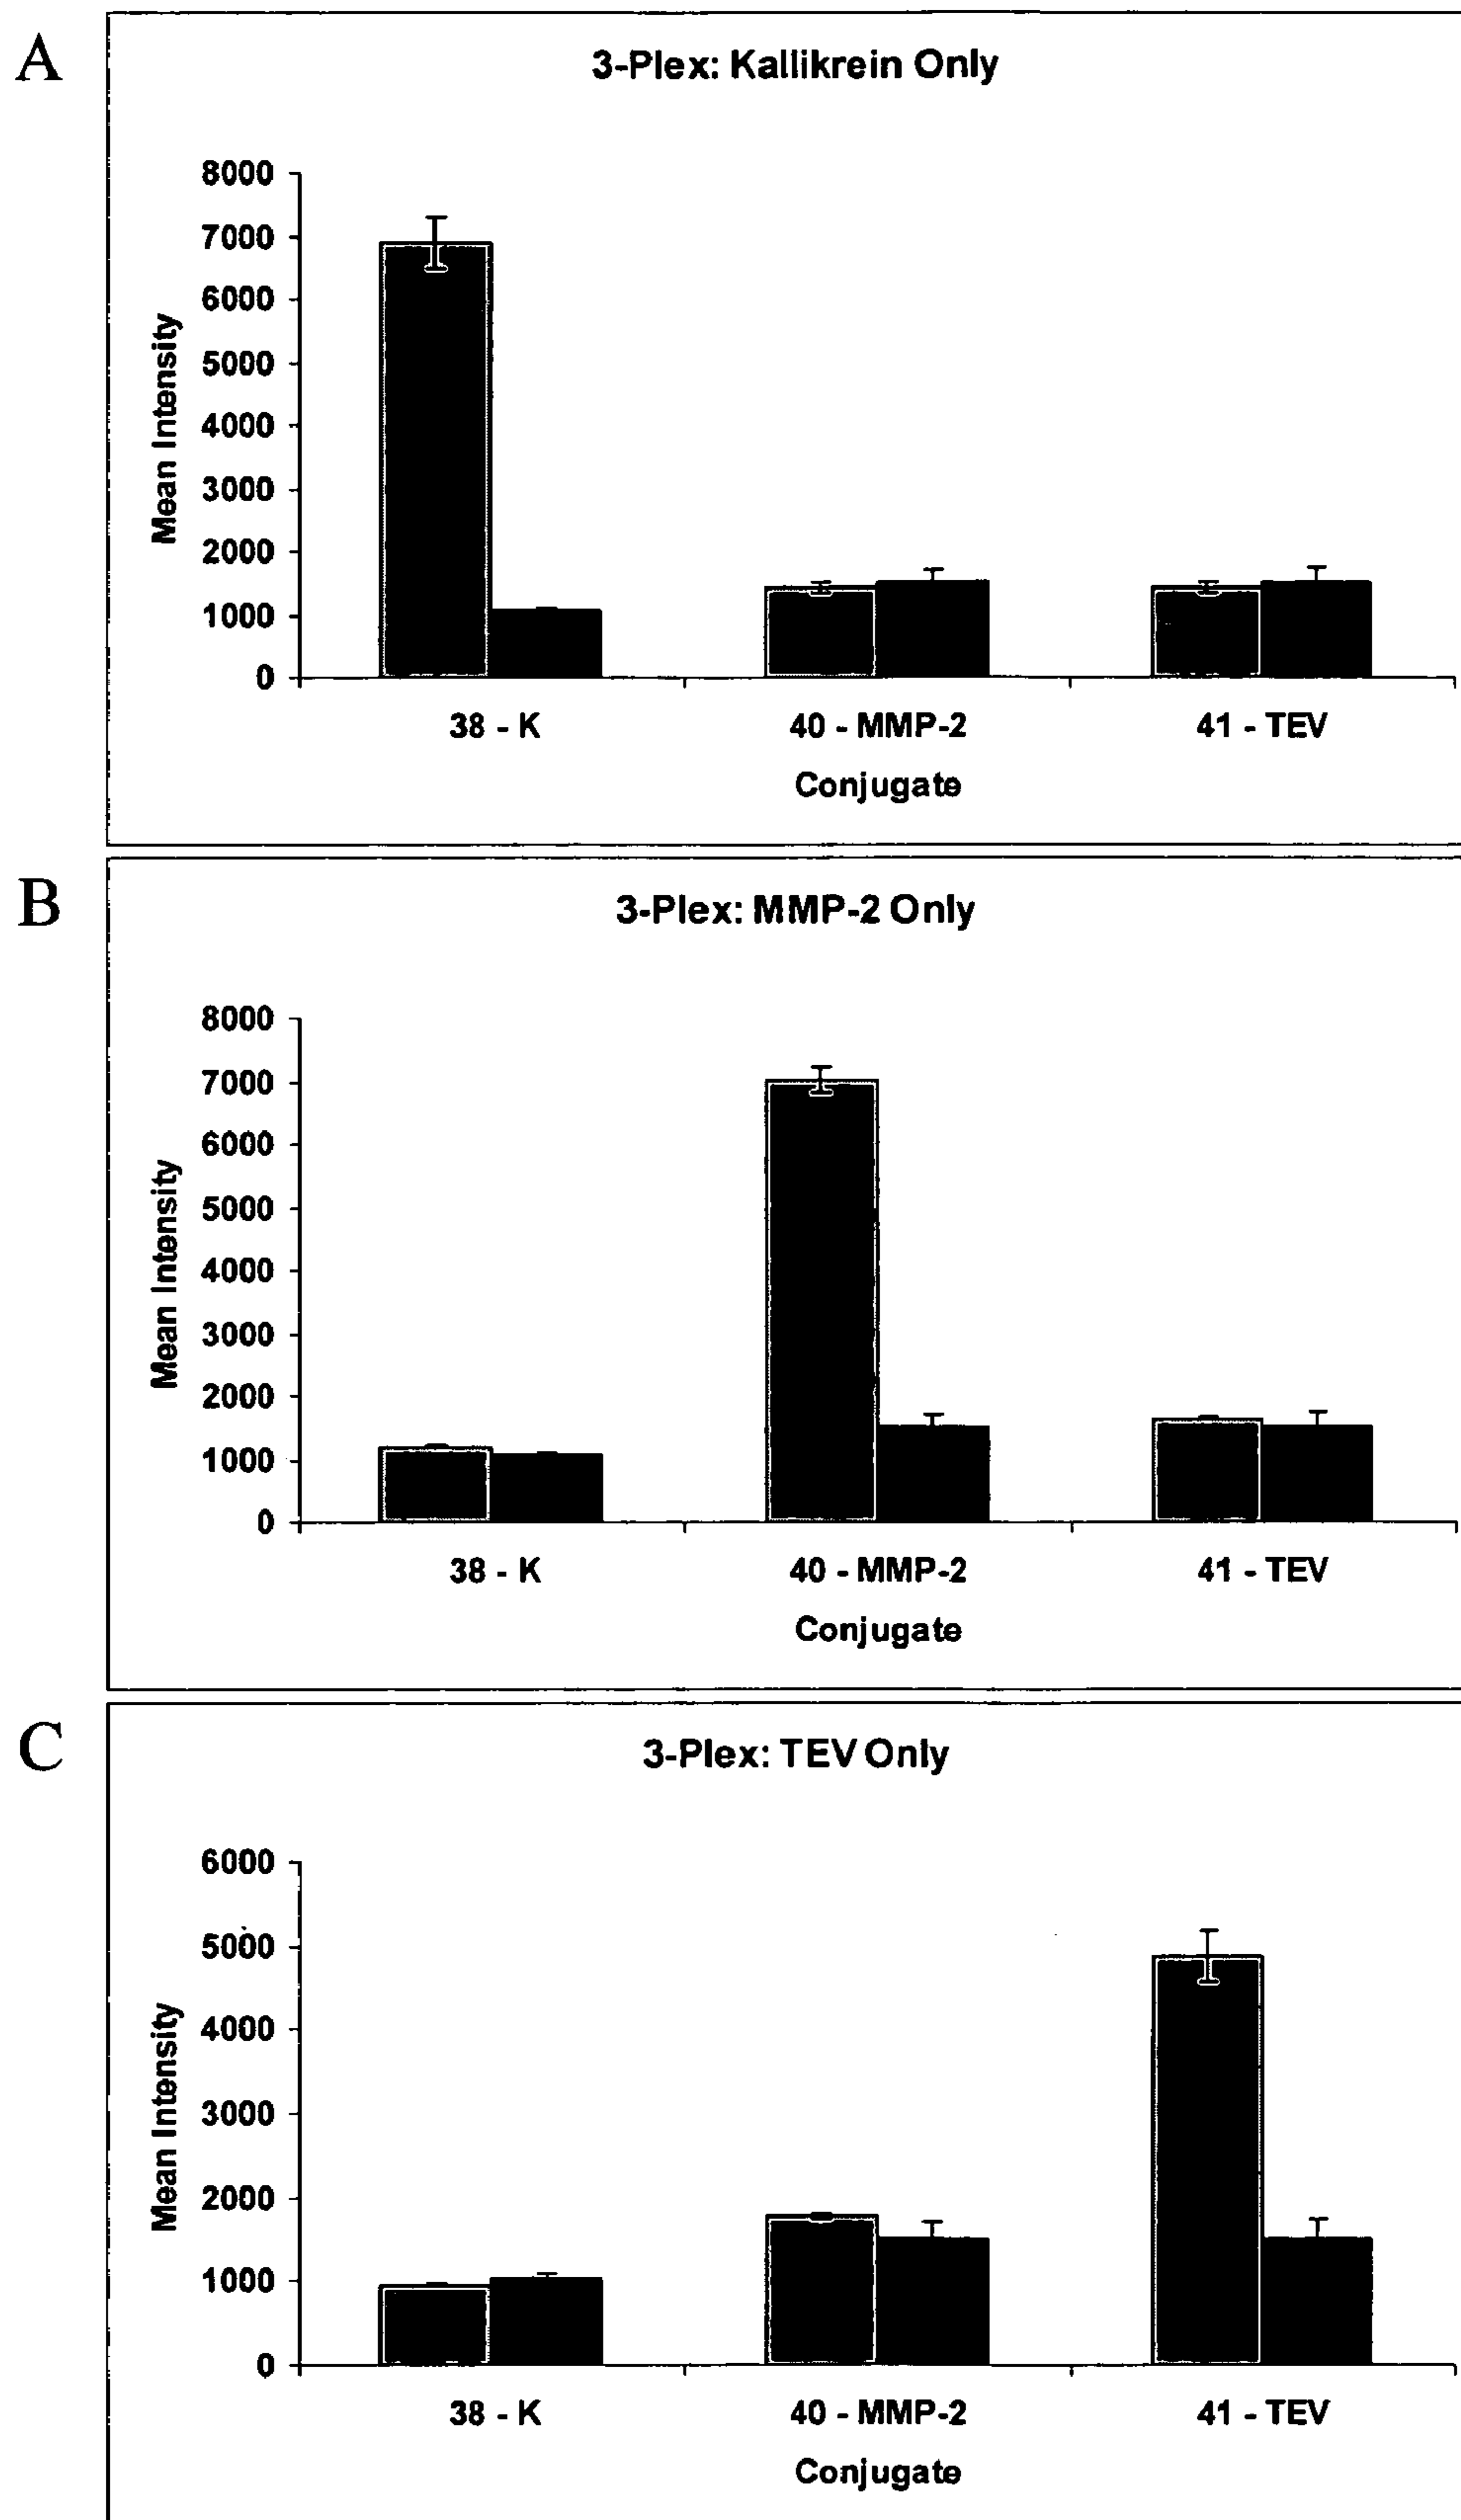 A
3-Plex: Kallikrein Only
8000
7000
6000
5000
4000
3000
2000
1000
0
Mean Intensity
38 - K
40 - MMP-2
41 - TEV
Conjugate
B
3-Plex: MMP-2 Only
8000
7000
6000
5000
4000
3000
2000
1000
0
Mean Intensity
38 - K
40 - MMP-2
41 - TEV
Conjugate
C
3-Plex: TEV Only
6000
5000
4000
3000
2000
1000
0
Mean Intensity
38 - K
40 - MMP-2
41 - TEV
Conjugate